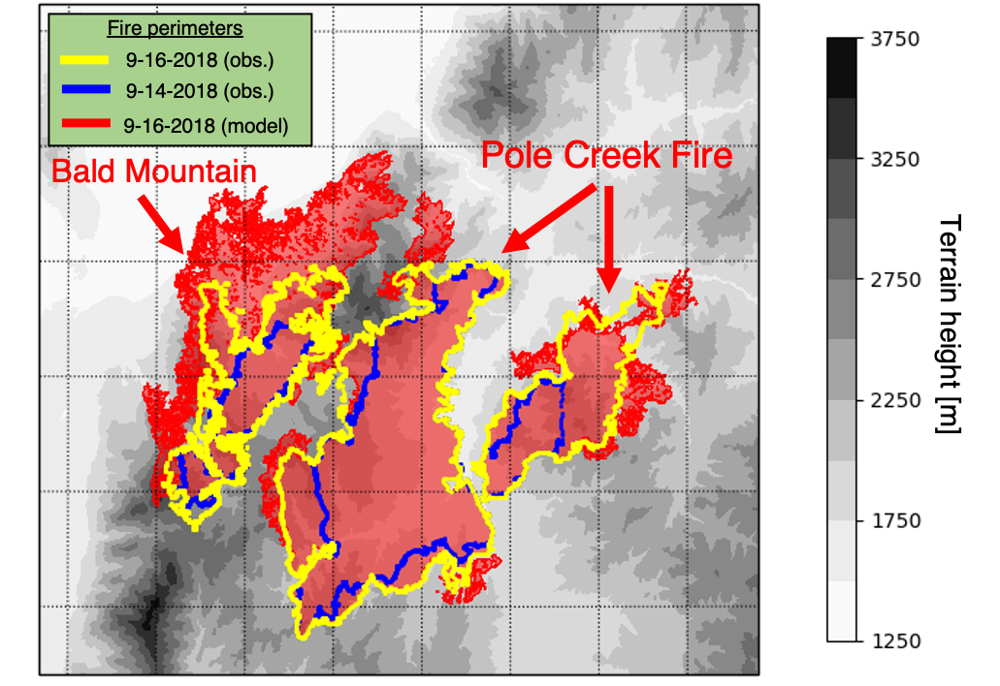 Fire perimeters
9-16-2018 (obs.)
9-14-2018 (obs.)
9-16-2018 (model)
Bald Mountain
Pole Creek Fire
3750
3250
2750
2250
1750
1250
Terrain height [m]